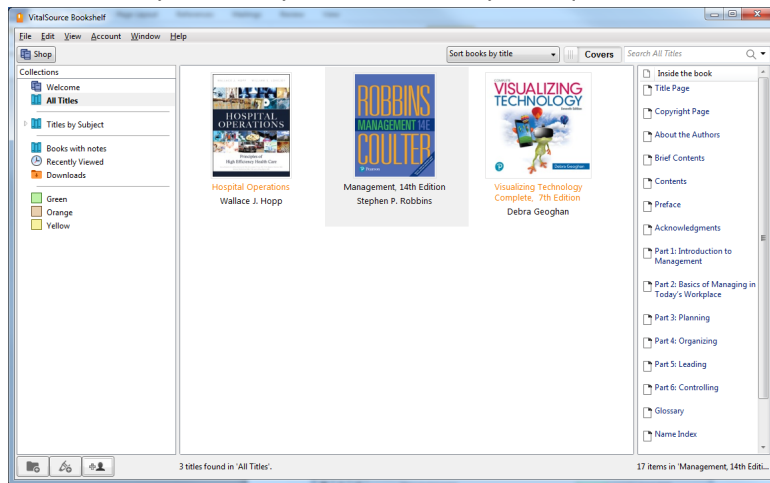 VitalSource Bookshelf
File Edit View Account Window Help
Shop
Sort books by title
Covers
Search All Titles
Collections
Welcome
All Titles
Titles by Subject
Books with notes
Recently Viewed
Downloads
Green
Orange
Yellow
HOSPITAL
OPERATIONS
Principles of
High Efficiency Health Care
Hospital Operations
Wallace J. Hopp
ROBBINS
MANAGEMENT 14E
COULTER
Pearson
Management, 14th Edition
Stephen P. Robbins
COMPLETE
VISUALIZING
TECHNOLOGY
Seventh Edition
Debra Geoghan
Visualizing Technology
Complete, 7th Edition
Debra Geoghan
Inside the book
Title Page
Copyright Page
About the Authors
Brief Contents
Contents
Preface
Acknowledgments
Part 1: Introduction to
Management
Part 2: Basics of Managing in
Today's Workplace
Part 3: Planning
Part 4: Organizing
Part 5: Leading
Part 6: Controlling
Glossary
Name Index
3 titles found in 'All Titles'.
17 items in 'Management, 14th Editi...